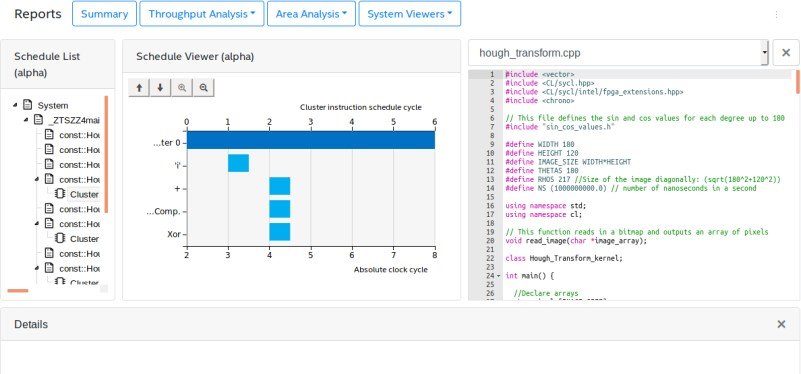 Reports Summary Throughput Analysis Area Analysis System Viewers
Schedule List
(alpha)
System
_ZTSZZ4mai
const::Hou
const::Hou
const::Hou
const::Hou
Cluster
const::Hou
const::Hou
Cluster
const::Hou
const::Hou
Cluster
Schedule Viewer (alpha)
Cluster instruction schedule cycle
0 1 2 3 4 5 6
...ter 0
'i'
+
...Comp.
Xor
2 3 4 5 6 7 8
Absolute clock cycle
hough_transform.cpp
1 #include <vector>
2 #include <CL/sycl.hpp>
3 #include <CL/sycl/intel/fpga_extensions.hpp>
4 #include <chrono>
5
6 // This file defines the sin and cos values for each degree up to 180
7 #include "sin_cos_values.h"
8
9 #define WIDTH 180
10 #define HEIGHT 120
11 #define IMAGE_SIZE WIDTH*HEIGHT
12 #define THETAS 180
13 #define RHOS 217 //Size of the image diagonally: (sqrt(180^2+120^2))
14 #define NS (1000000000.0) // number of nanoseconds in a second
15
16 using namespace std;
17 using namespace cl;
18
19 // This function reads in a bitmap and outputs an array of pixels
20 void read_image(char *image_array);
21
22 class Hough_Transform_kernel;
23
24 int main() {
25
26 //Declare arrays
Details